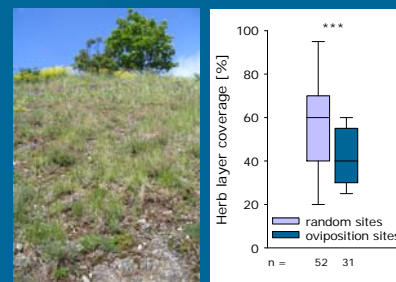 ***
100
80
60
40
20
0
Herb layer coverage [%]
random sites
oviposition sites
n = 52 31